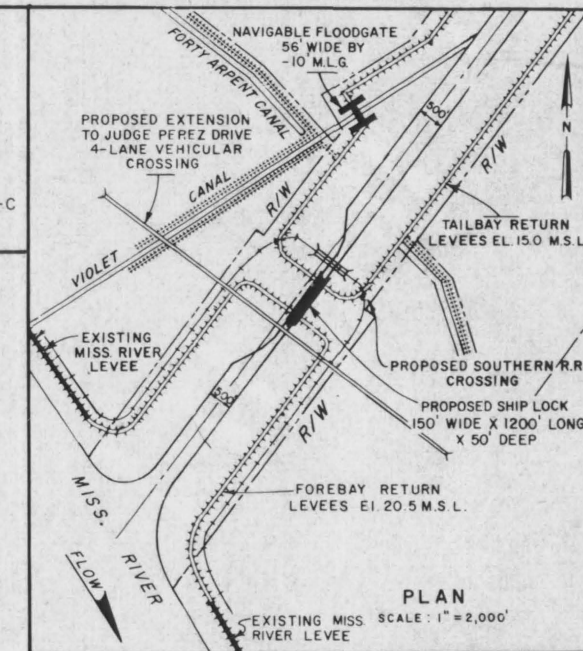 NAVIGABLE FLOODGATE
56' WIDE BY
-10' M.L.G.
FORTY ARPENT CANAL
PROPOSED EXTENSION
TO JUDGE PEREZ DRIVE
4-LANE VEHICULAR
CROSSING
500'
R/W
-C
CANAL
R/W
VIOLET
TAILBAY RETURN
LEVEES EL. 15.0 M.S.L
EXISTING
MISS. RIVER
LEVEE
PROPOSED SOUTHERN R.R
CROSSING
PROPOSED SHIP LOCK
150' WIDE X 1200' LONG
X 50' DEEP
500'
R/W
MISS.
RIVER
FOREBAY RETURN
LEVEES El. 20.5 M.S.L.
FLOW
PLAN
SCALE: 1" = 2,000'
EXISTING MISS.
RIVER LEVEE